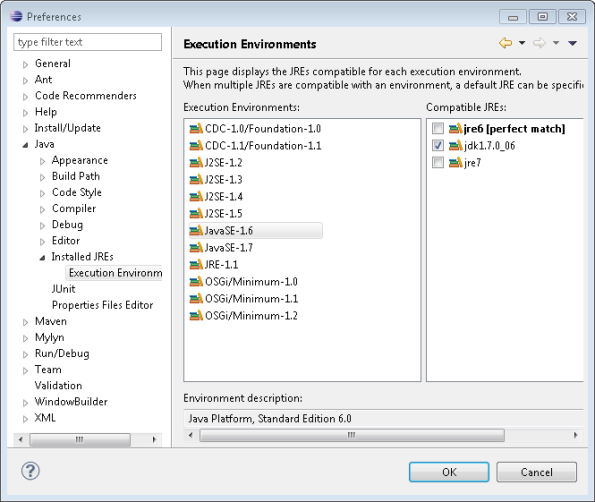 Preferences
type filter text
General
Ant
Code Recommenders
Help
Install/Update
Java
Appearance
Build Path
Code Style
Compiler
Debug
Editor
Installed JREs
Execution Environm
JUnit
Properties Files Editor
Maven
Mylyn
Run/Debug
Team
Validation
WindowBuilder
XML
Execution Environments
This page displays the JREs compatible for each execution environment.
When multiple JREs are compatible with an environment, a default JRE can be specifi
Execution Environments:
CDC-1.0/Foundation-1.0
CDC-1.1/Foundation-1.1
J2SE-1.2
J2SE-1.3
J2SE-1.4
J2SE-1.5
JavaSE-1.6
JavaSE-1.7
JRE-1.1
OSGi/Minimum-1.0
OSGi/Minimum-1.1
OSGi/Minimum-1.2
Compatible JREs:
jre6 [perfect match]
jdk1.7.0_06
jre7
Environment description:
Java Platform, Standard Edition 6.0
OK
Cancel